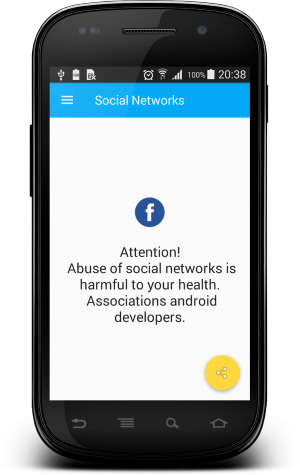 100% 20:38
Social Networks
f
Attention!
Abuse of social networks is
harmful to your health.
Associations android
developers.